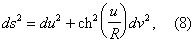 ds² = du² + ch²(u/R)dv², (8)